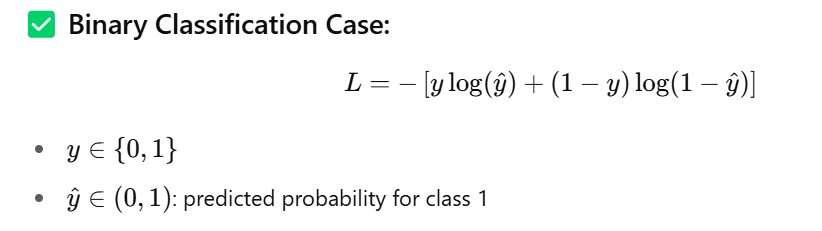 ✅ Binary Classification Case:
L = − [y log(ŷ) + (1 − y) log(1 − ŷ)]
• y ∈ {0, 1}
• ŷ ∈ (0, 1): predicted probability for class 1